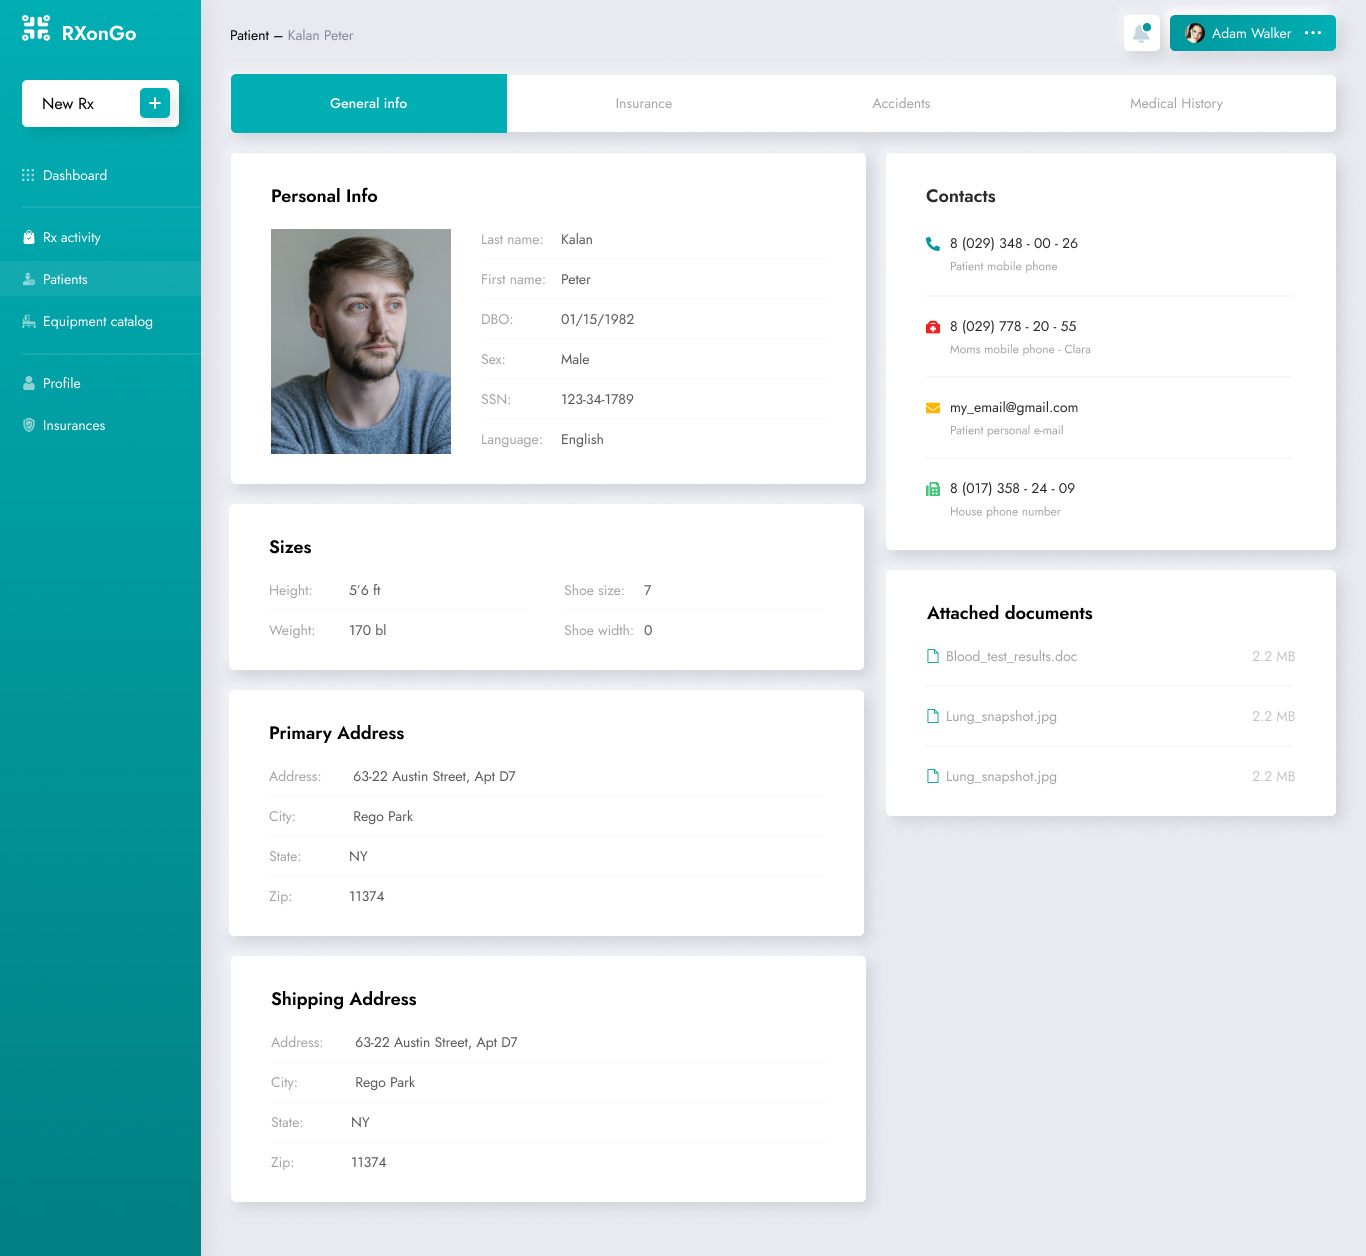 RXonGo
New Rx
Dashboard
Rx activity
Patients
Equipment catalog
Profile
Insurances
Patient – Kalan Peter
Adam Walker
General info
Insurance
Accidents
Medical History
Personal Info
Last name: Kalan
First name: Peter
DBO: 01/15/1982
Sex: Male
SSN: 123-34-1789
Language: English
Sizes
Height: 5'6 ft
Shoe size: 7
Weight: 170 bl
Shoe width: 0
Primary Address
Address: 63-22 Austin Street, Apt D7
City: Rego Park
State: NY
Zip: 11374
Shipping Address
Address: 63-22 Austin Street, Apt D7
City: Rego Park
State: NY
Zip: 11374
Contacts
8 (029) 348 - 00 - 26
Patient mobile phone
8 (029) 778 - 20 - 55
Moms mobile phone - Clara
my_email@gmail.com
Patient personal e-mail
8 (017) 358 - 24 - 09
House phone number
Attached documents
Blood_test_results.doc 2.2 MB
Lung_snapshot.jpg 2.2 MB
Lung_snapshot.jpg 2.2 MB